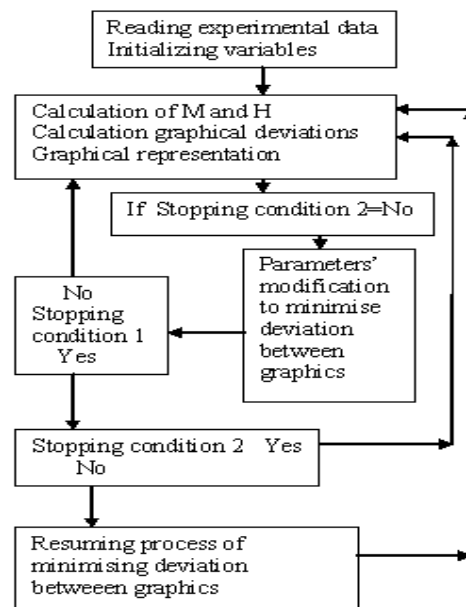 Reading experimental data
Initializing variables
Calculation of M and H
Calculation graphical deviations
Graphical representation
If Stopping condition 2=No
Parameters'
modification
to minimise
deviation
between
graphics
No
Stopping
condition 1
Yes
Stopping condition 2 Yes
No
Resuming process of
minimising deviation
betweeen graphics